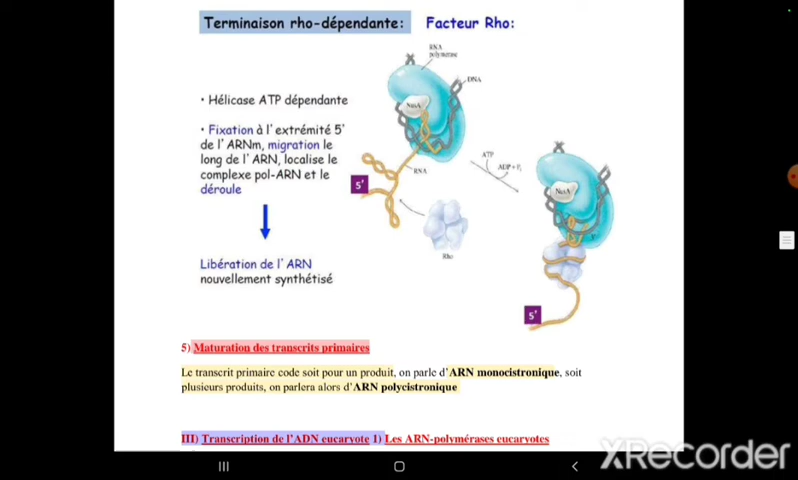 Terminaison rho-dépendante: Facteur Rho:
RNA
polymerase
DNA
NusA
• Hélicase ATP dépendante
• Fixation à l'extrémité 5'
de l'ARNm, migration le
long de l'ARN, localise le
complexe pol-ARN et le
déroule
ATP
ADP + Pi
RNA
5'
NusA
Rho
Libération de l'ARN
nouvellement synthétisé
5'
5) Maturation des transcrits primaires
Le transcrit primaire code soit pour un produit, on parle d'ARN monocistronique, soit
plusieurs produits, on parlera alors d'ARN polycistronique
III) Transcription de l'ADN eucaryote 1) Les ARN-polymérases eucaryotes
XRecorder